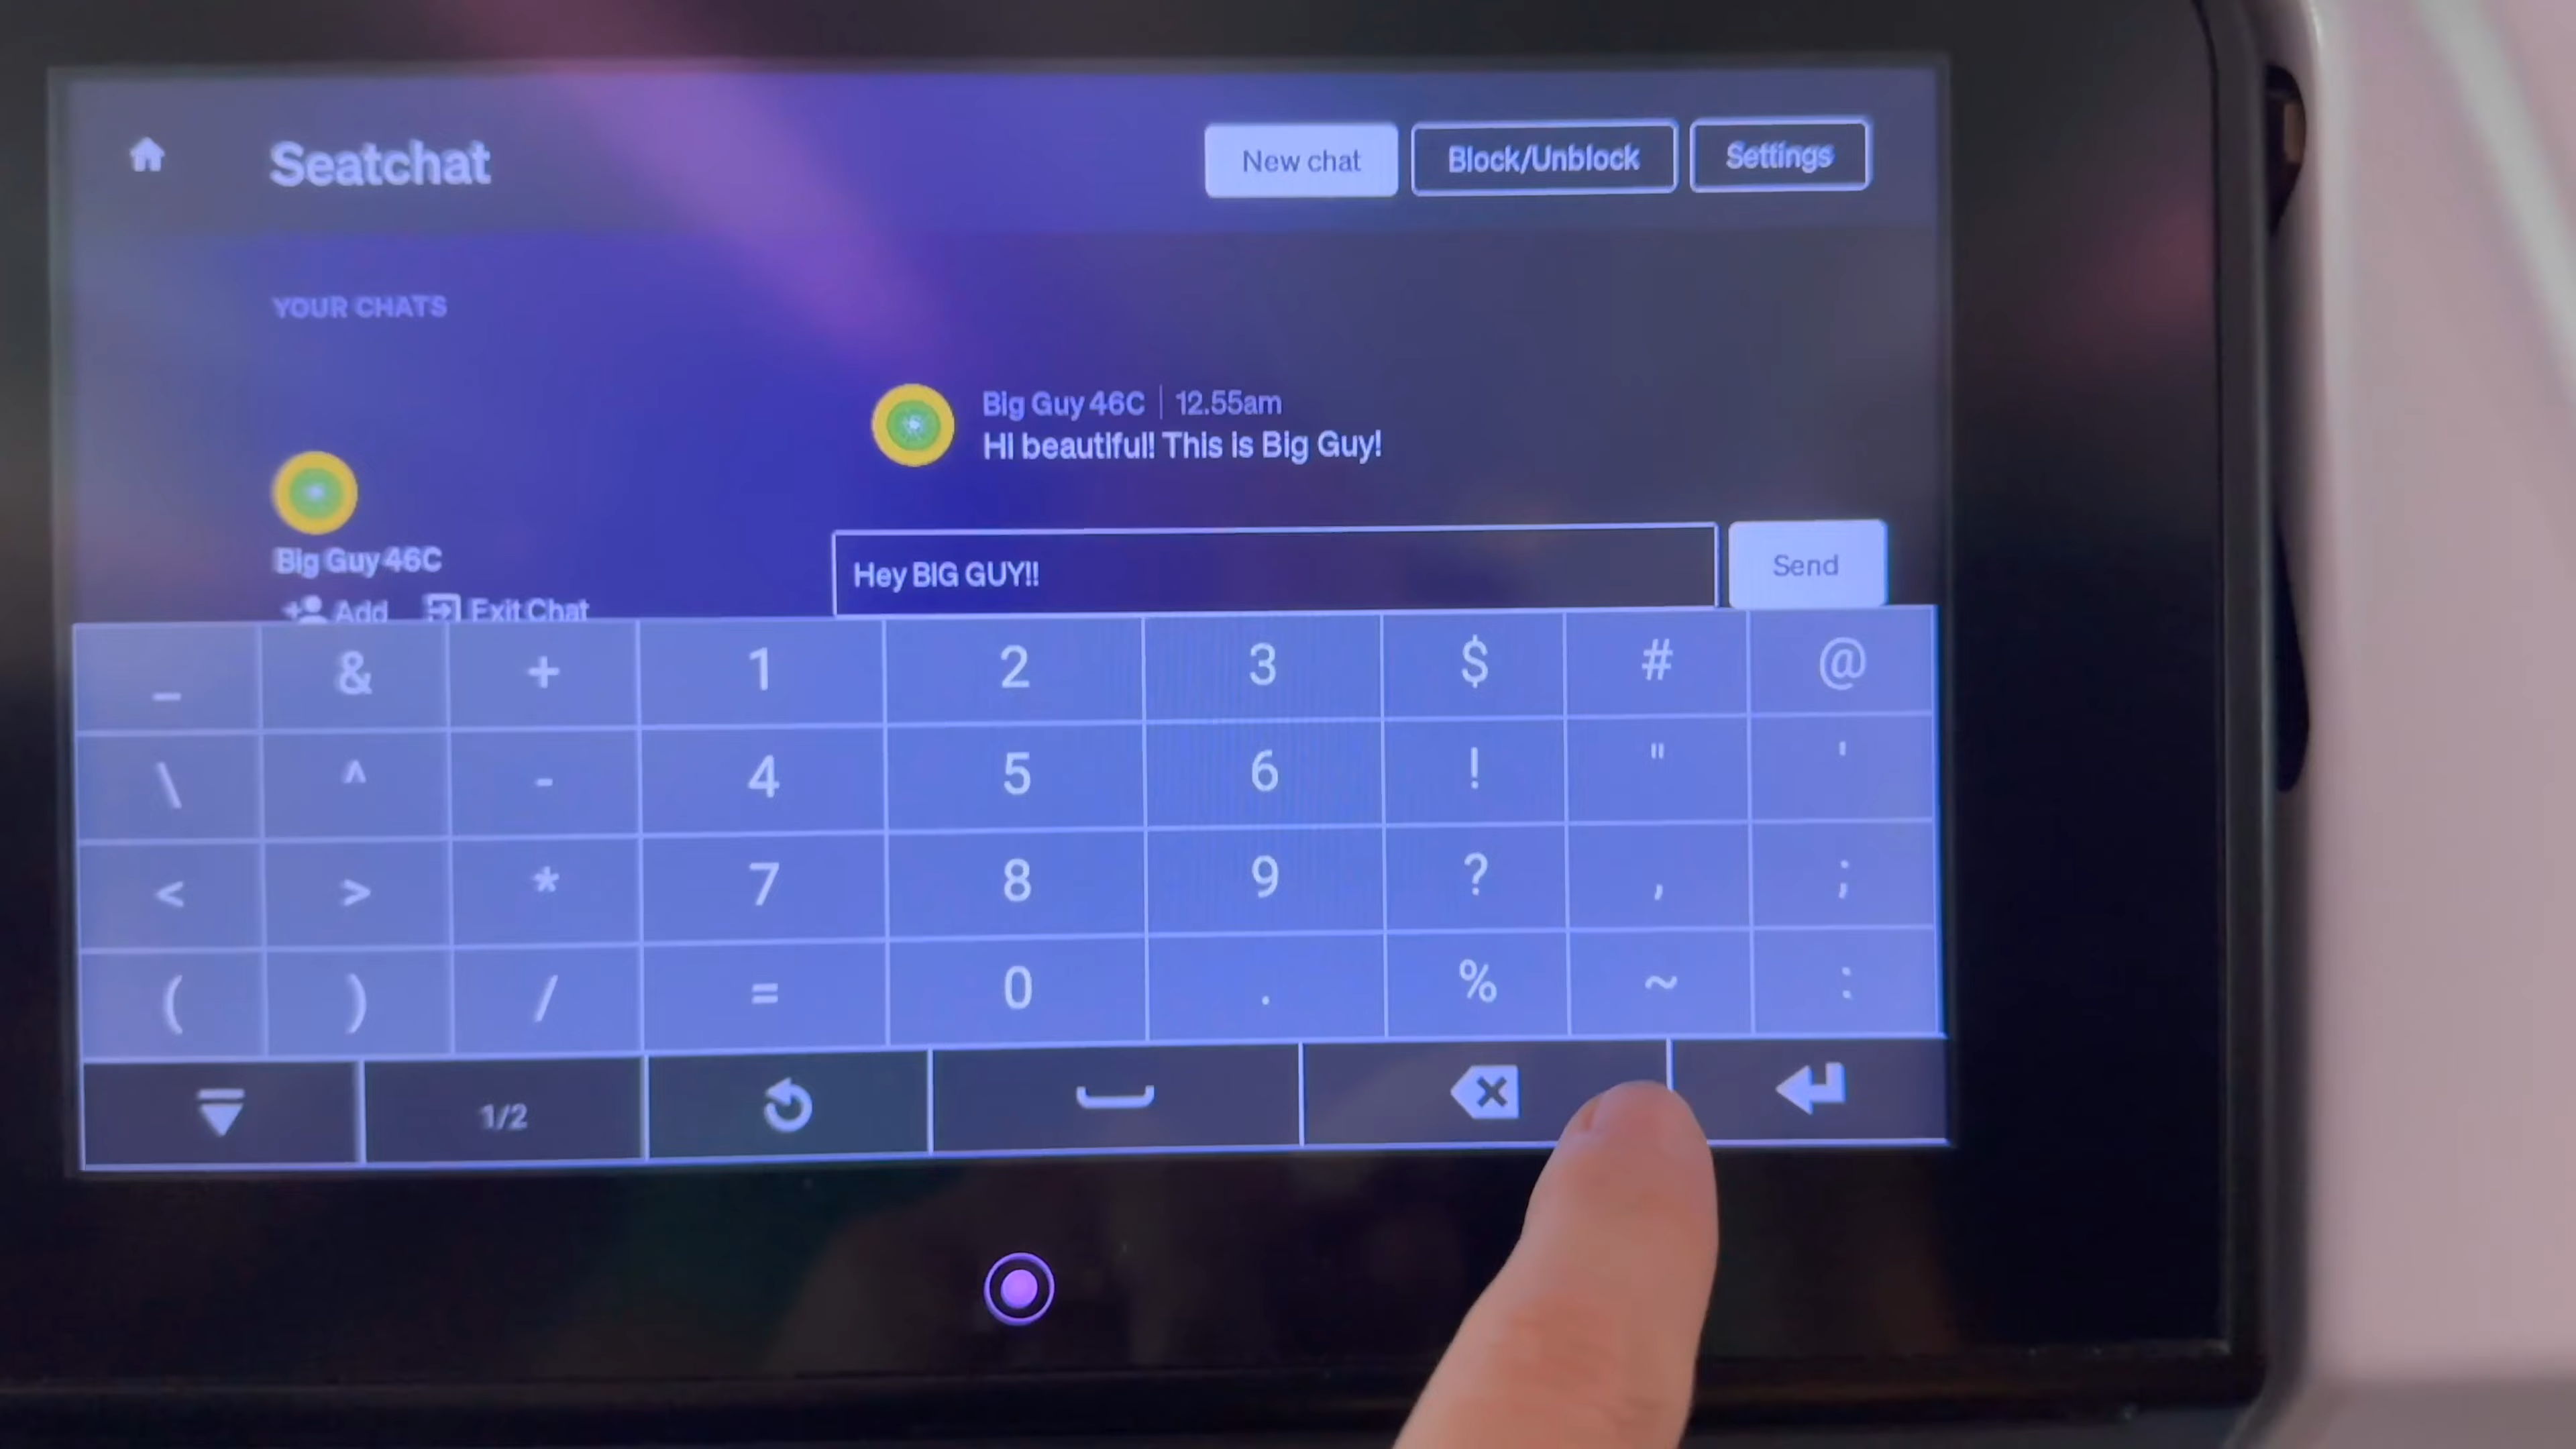 Seatchat
New chat
Block/Unblock
Settings
YOUR CHATS
Big Guy 46C | 12.55am
Hi beautiful! This is Big Guy!
Big Guy 46C
Add
Exit Chat
Hey BIG GUY!!
Send
_ & + 1 2 3 $ # @
\ ^ - 4 5 6 ! " '
< > * 7 8 9 ? , ;
( ) / = 0 . % ~ :
1/2